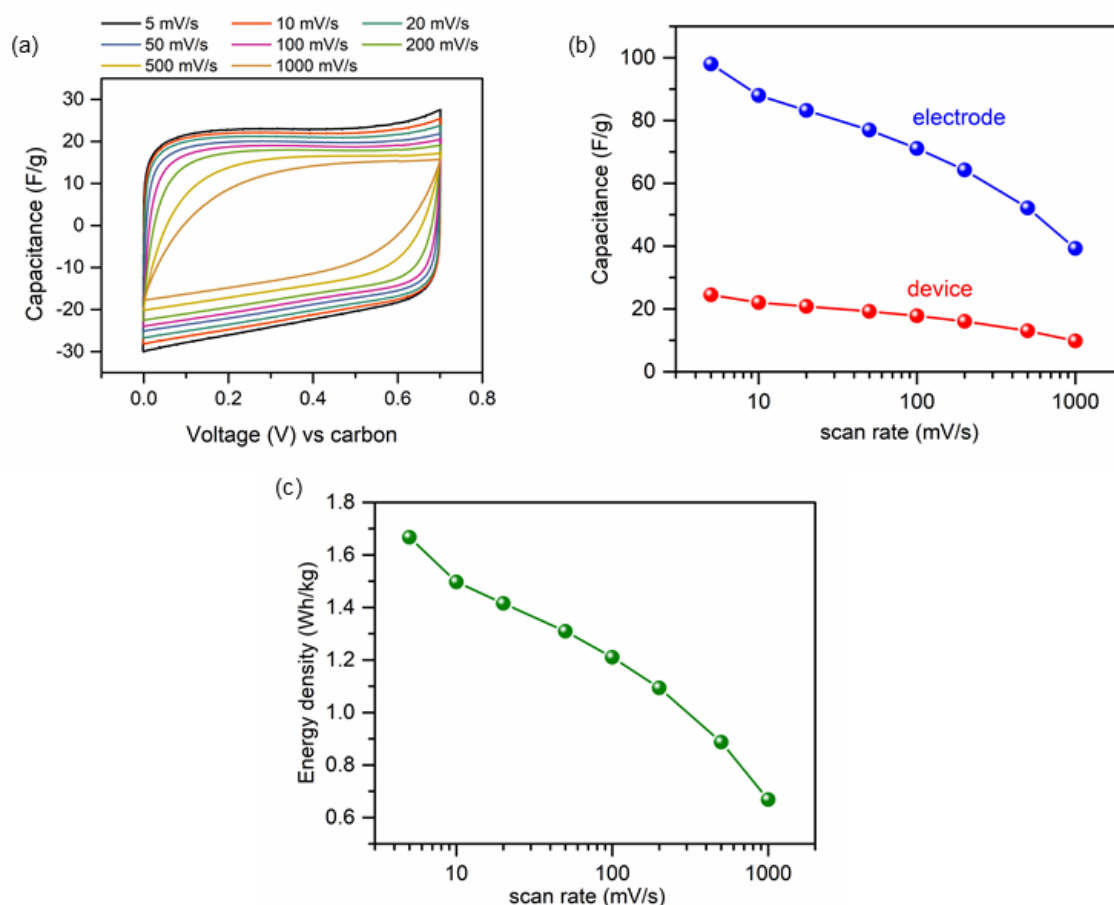 (a)
5 mV/s 10 mV/s 20 mV/s
50 mV/s 100 mV/s 200 mV/s
500 mV/s 1000 mV/s
30
20
10
0
-10
-20
-30
Capacitance (F/g)
0.0 0.2 0.4 0.6 0.8
Voltage (V) vs carbon
(b)
100
80
60
40
20
0
Capacitance (F/g)
electrode
device
10 100 1000
scan rate (mV/s)
(c)
1.8
1.6
1.4
1.2
1.0
0.8
0.6
Energy density (Wh/kg)
10 100 1000
scan rate (mV/s)